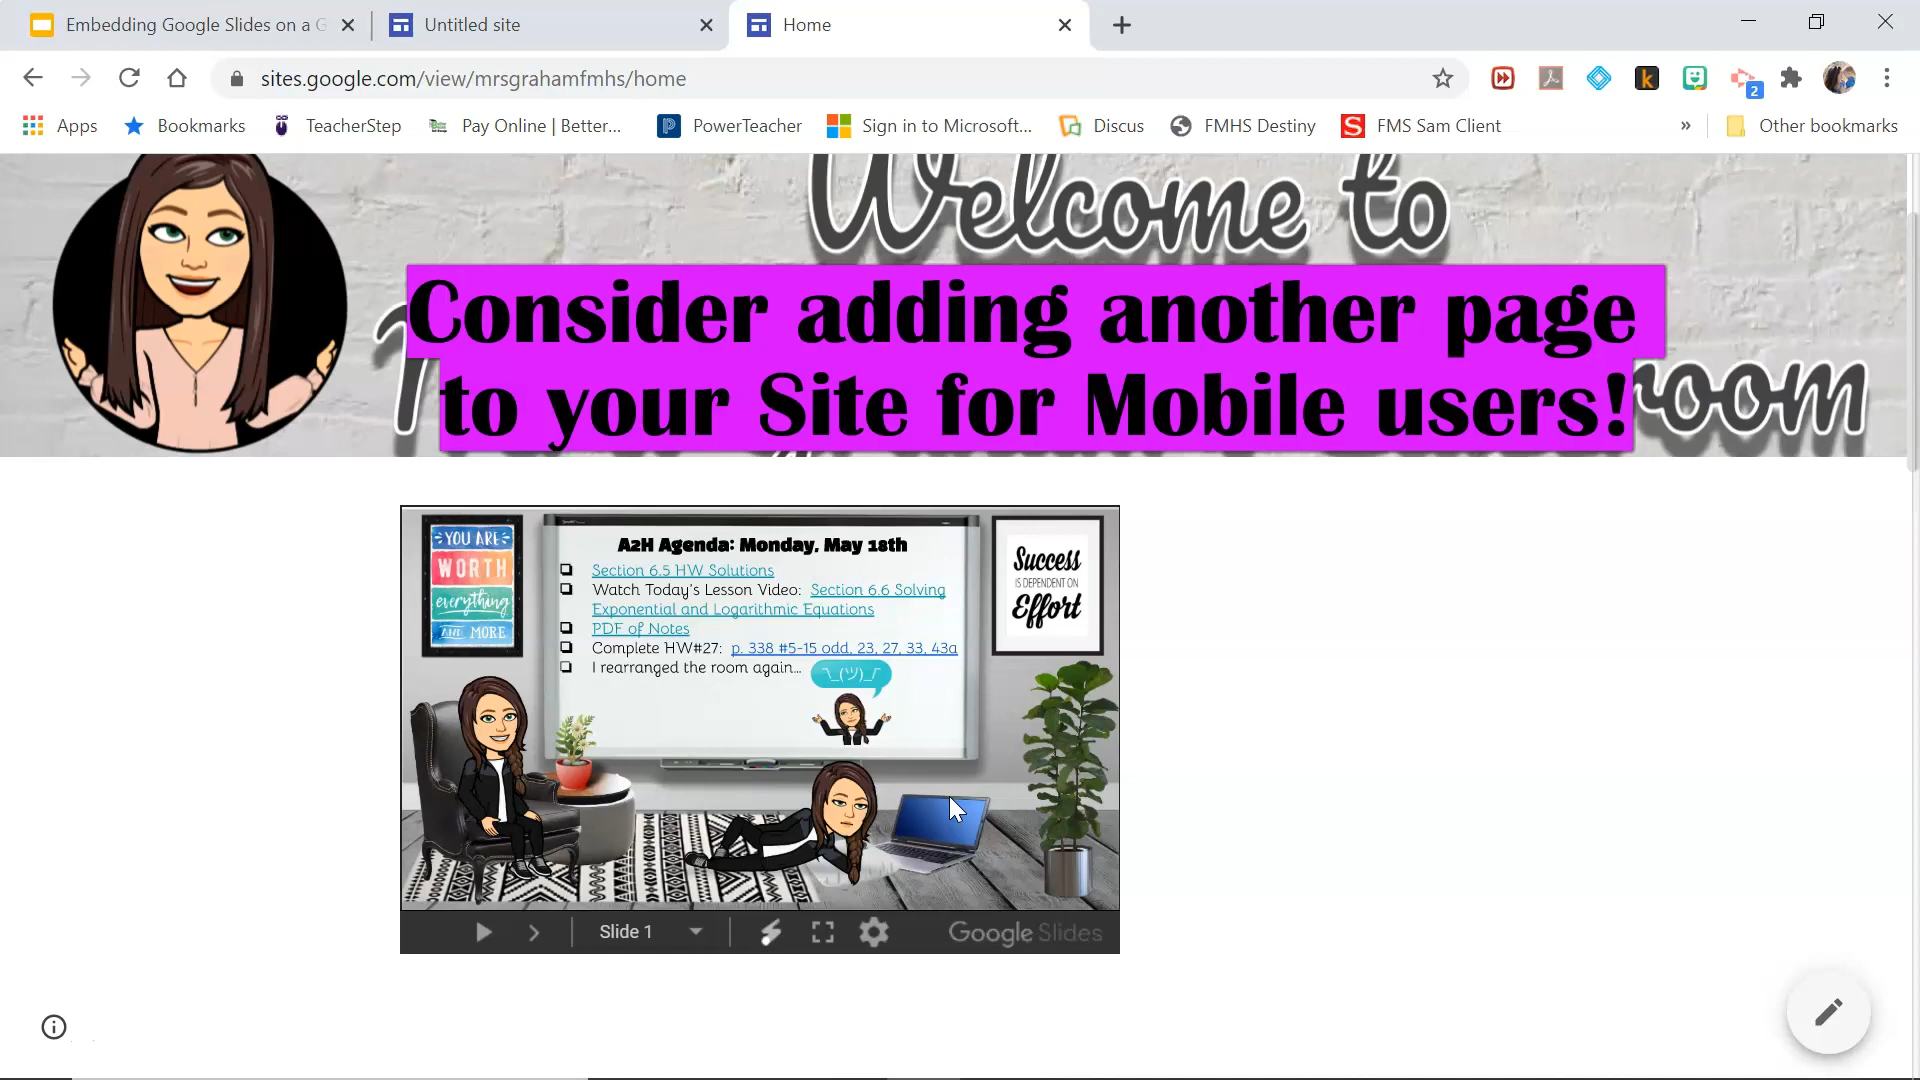 Embedding Google Slides on a G
Untitled site
Home
sites.google.com/view/mrsgrahamfmhs/home
2
Apps
Bookmarks
TeacherStep
Pay Online | Better...
PowerTeacher
Sign in to Microsoft...
Discus
FMHS Destiny
FMS Sam Client
»
Other bookmarks
Welcome to
Consider adding another page
to your Site for Mobile users!
room
YOU ARE
WORTH
everything
AND MORE
A2H Agenda: Monday, May 18th
Section 6.5 HW Solutions
Watch Today's Lesson Video: Section 6.6 Solving
Exponential and Logarithmic Equations
PDF of Notes
Complete HW#27: p. 338 #5-15 odd, 23, 27, 33, 43a
I rearranged the room again...
¯\_(ツ)_/¯
Success
IS DEPENDENT ON
Effort
Slide 1
Google Slides